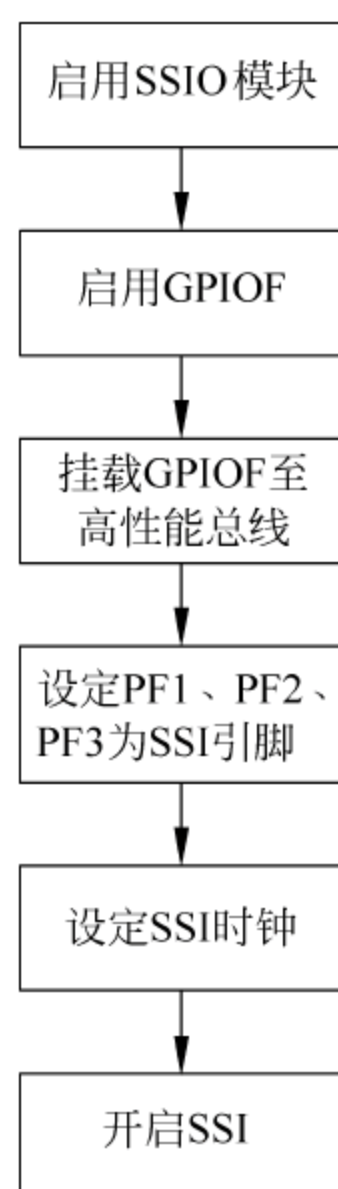 启用SSIO模块
启用GPIOF
挂载GPIOF至
高性能总线
设定PF1、PF2、
PF3为SSI引脚
设定SSI时钟
开启SSI